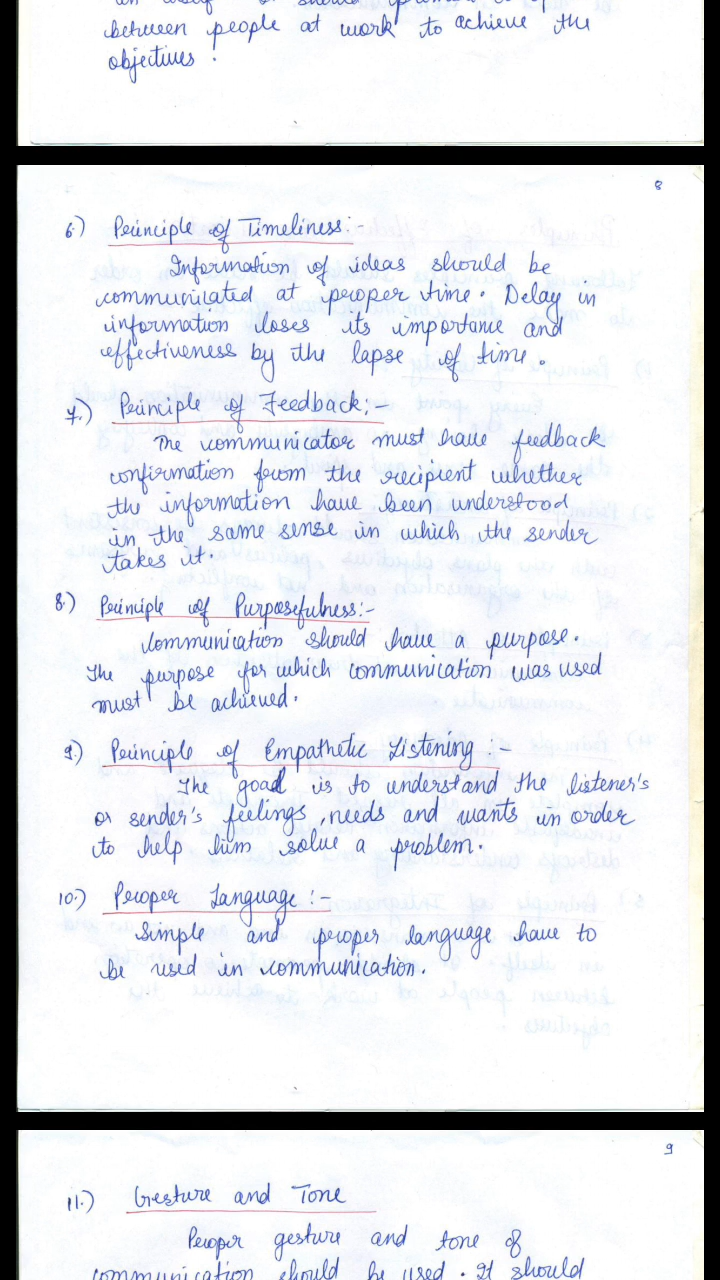 between people at work to achieve the
objectives.
8
6.) Principle of Timeliness:-
Information of ideas should be
communicated at proper time. Delay in
information loses its importance and
effectiveness by the lapse of time.
7.) Principle of Feedback:-
The communicator must have feedback
confirmation from the recipient whether
the information have been understood
in the same sense in which the sender
takes it.
8.) Principle of Purposefulness:-
Communication should have a purpose.
The purpose for which communication was used
must be achieved.
9.) Principle of Empathetic Listening :-
The goal is to understand the listener's
or sender's feelings, needs and wants in order
to help him solve a problem.
10.) Proper Language :-
Simple and proper language have to
be used in communication.
9
11.) Gesture and Tone
Proper gesture and tone of
communication should be used. It should